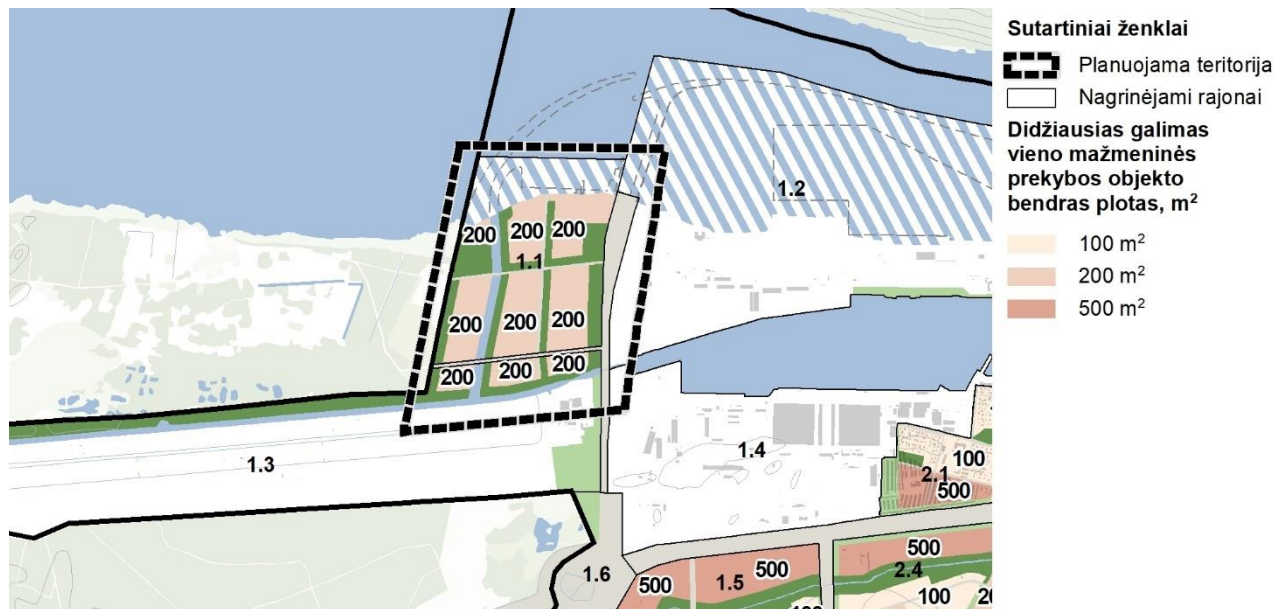 Sutartiniai ženklai
Planuojama teritorija
Nagrinėjami rajonai
Didžiausias galimas
vieno mažmeninės
prekybos objekto
bendras plotas, m²
100 m²
200 m²
500 m²
1.2
200 200 200
1.1
200 200 200
200 200 200
1.3
1.4
100
2.1
500
500
2.4
1.6
500 1.5 500
100